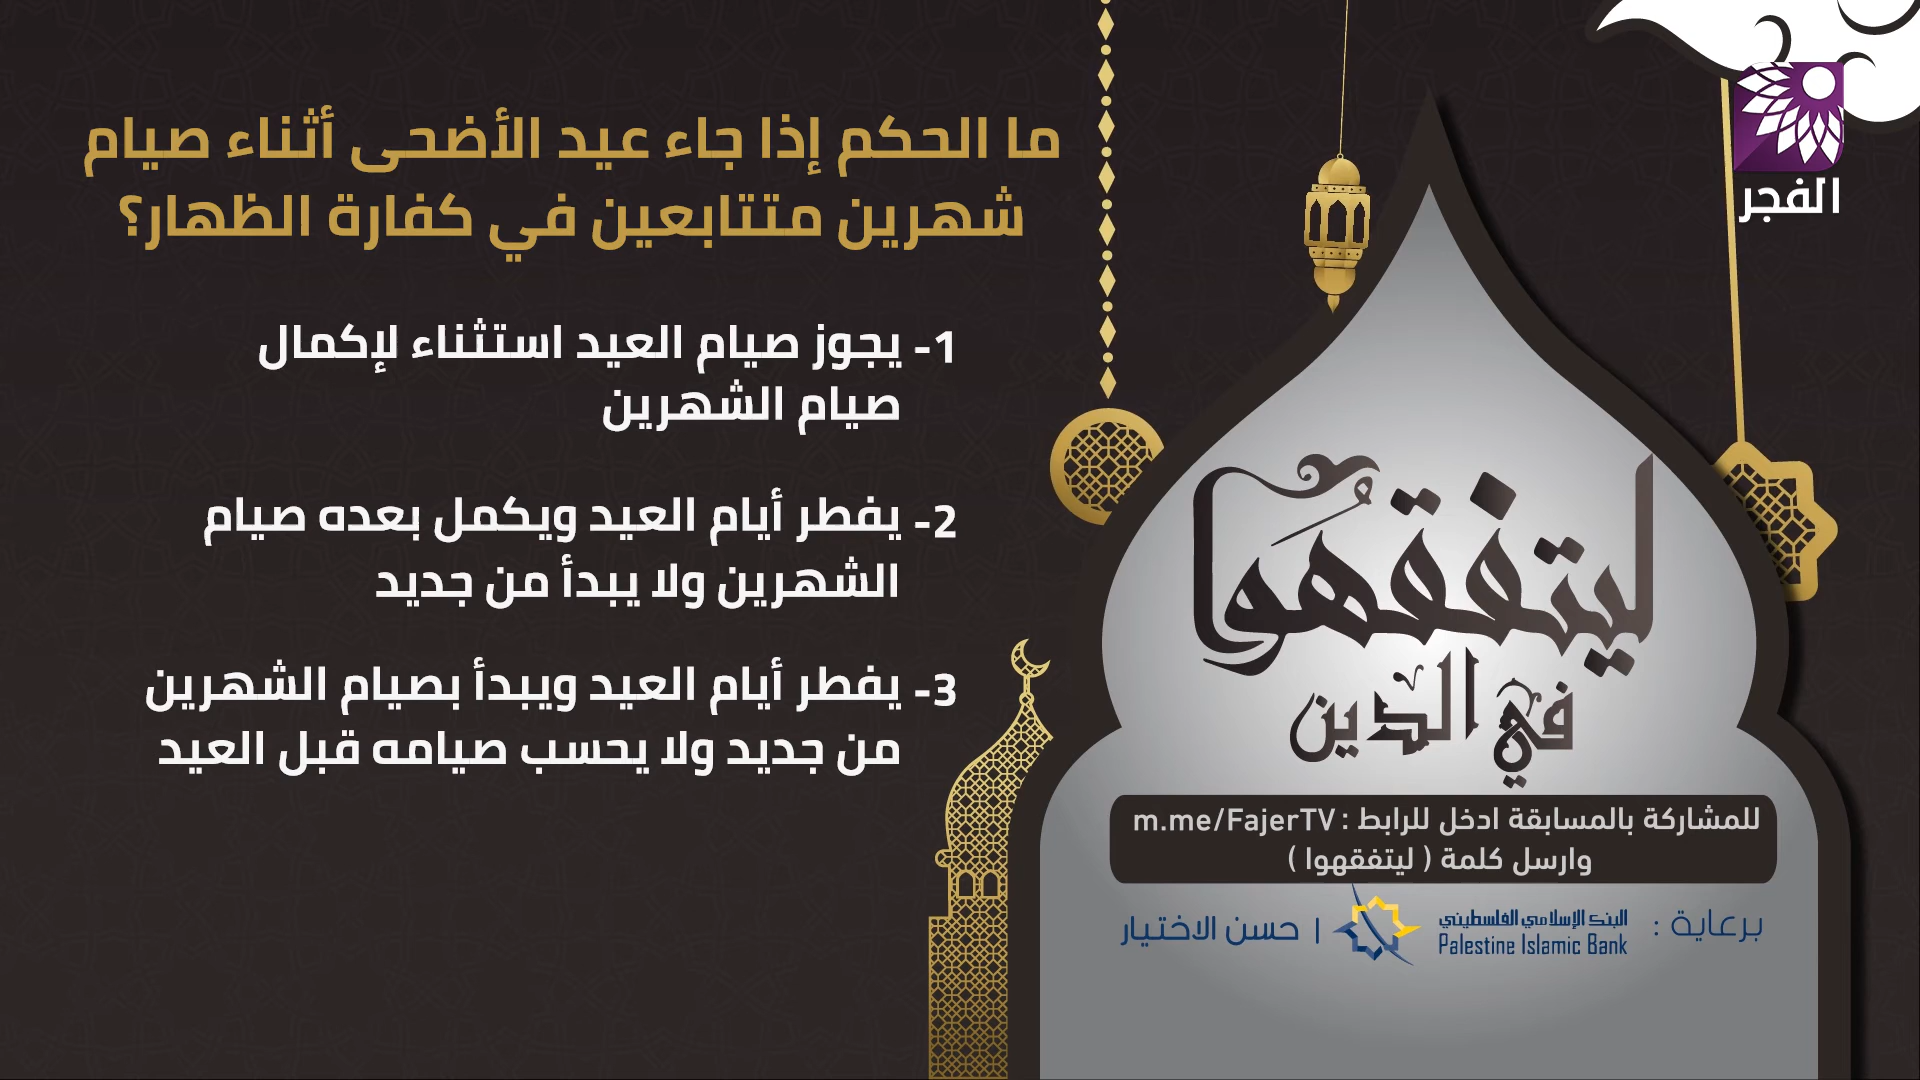 الفجر
ما الحكم إذا جاء عيد الأضحى أثناء صيام
شهرين متتابعين في كفارة الظهار؟
1- يجوز صيام العيد استثناء لإكمال
صيام الشهرين
2- يفطر أيام العيد ويكمل بعده صيام
الشهرين ولا يبدأ من جديد
3- يفطر أيام العيد ويبدأ بصيام الشهرين
من جديد ولا يحسب صيامه قبل العيد
ليتفقهُوا
في الدين
للمشاركة بالمسابقة ادخل للرابط : m.me/FajerTV
وارسل كلمة ( ليتفقهوا )
برعاية : البنك الإسلامي الفلسطيني | حسن الاختيار
Palestine Islamic Bank